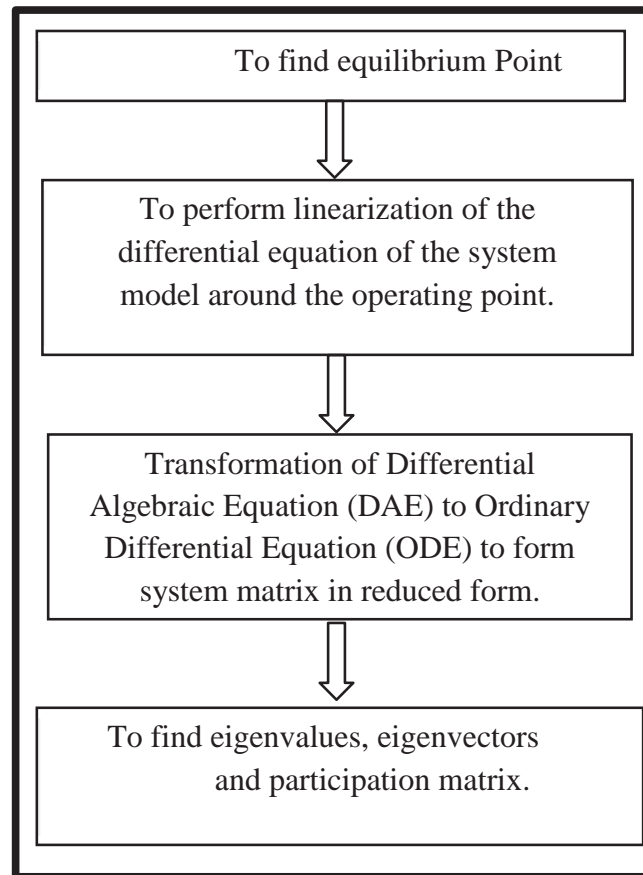 To find equilibrium Point
To perform linearization of the
differential equation of the system
model around the operating point.
Transformation of Differential
Algebraic Equation (DAE) to Ordinary
Differential Equation (ODE) to form
system matrix in reduced form.
To find eigenvalues, eigenvectors
and participation matrix.